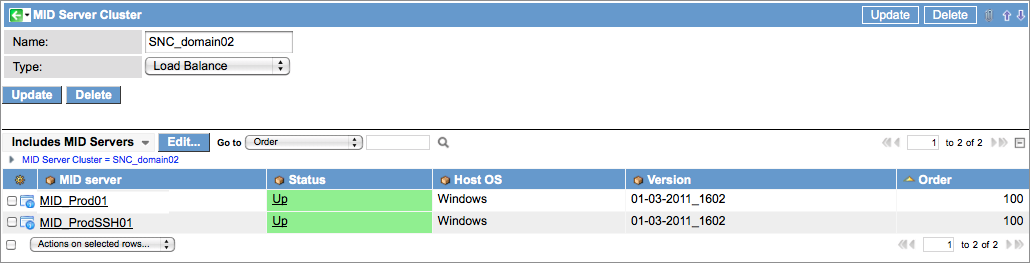 MID Server Cluster Update Delete
Name: SNC_domain02
Type: Load Balance
Update Delete
Includes MID Servers Edit... Go to Order 1 to 2 of 2
MID Server Cluster = SNC_domain02
MID server Status Host OS Version Order
MID_Prod01 Up Windows 01-03-2011_1602 100
MID_ProdSSH01 Up Windows 01-03-2011_1602 100
Actions on selected rows... 1 to 2 of 2